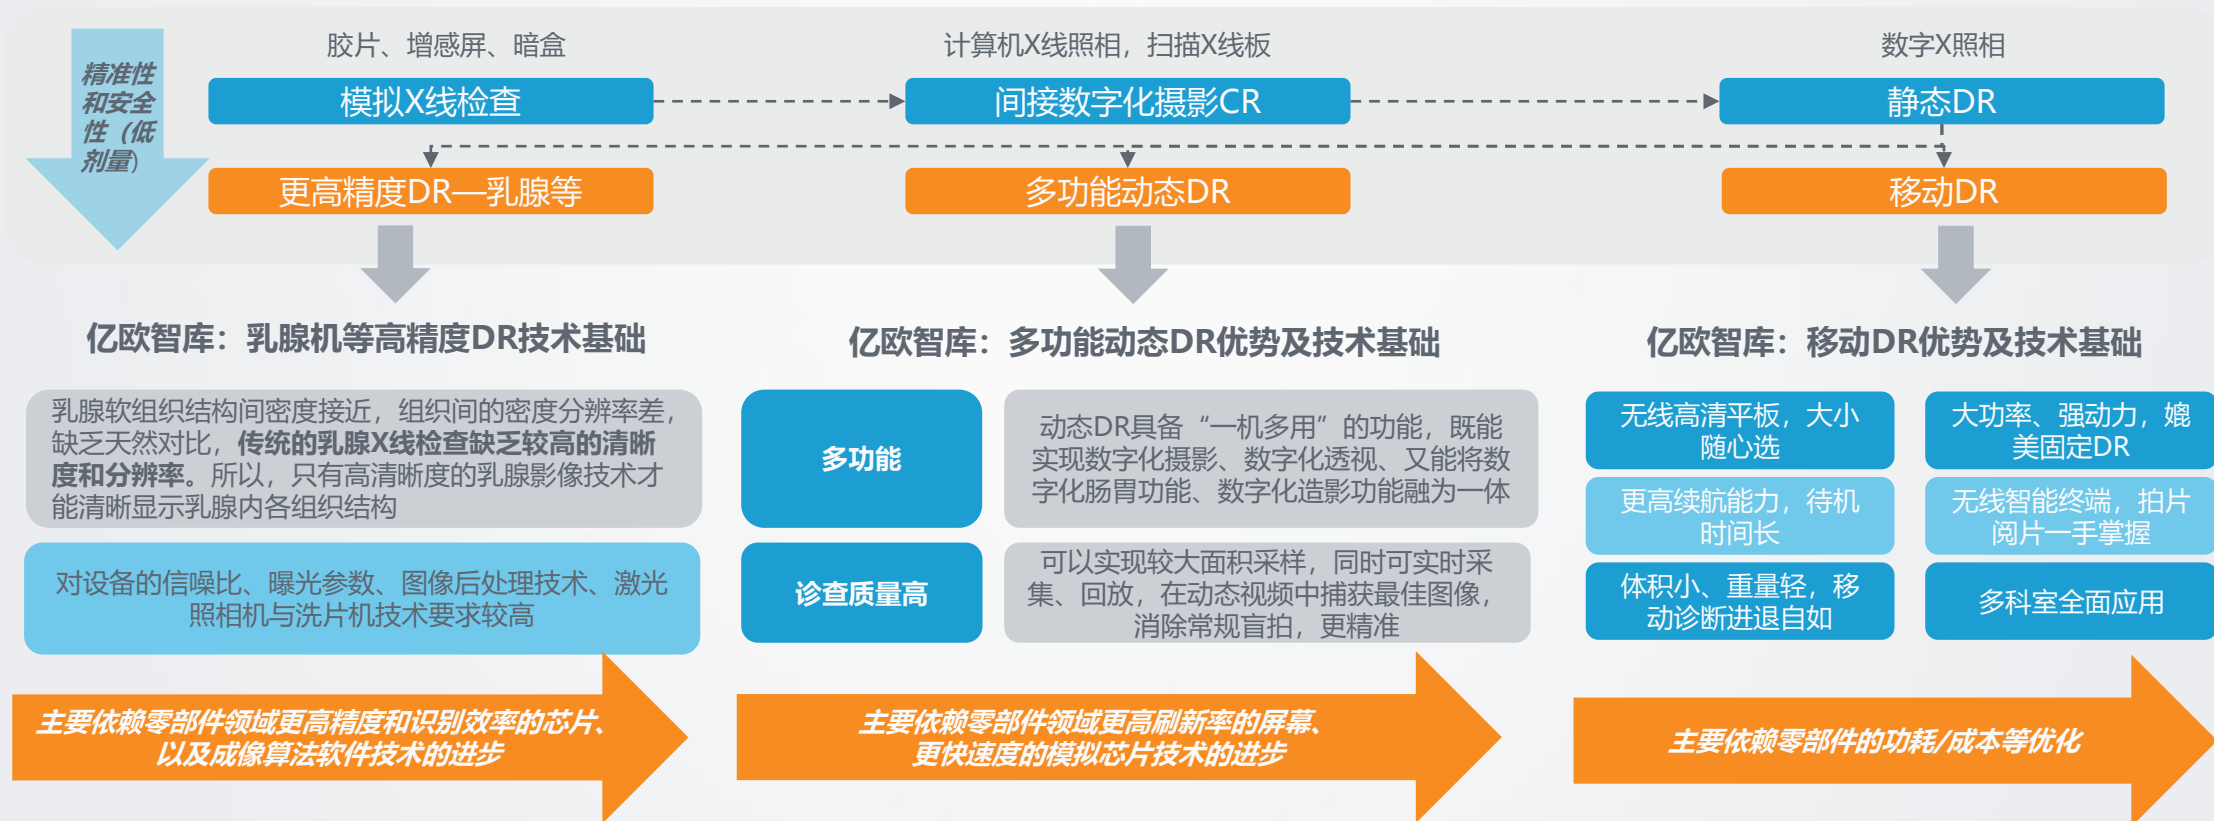 精准性
和安全
性（低
剂量）
胶片、增感屏、暗盒
计算机X线照相，扫描X线板
数字X照相
模拟X线检查
间接数字化摄影CR
静态DR
更高精度DR—乳腺等
多功能动态DR
移动DR
亿欧智库：乳腺机等高精度DR技术基础
乳腺软组织结构间密度接近，组织间的密度分辨率差，
缺乏天然对比，传统的乳腺X线检查缺乏较高的清晰
度和分辨率。所以，只有高清晰度的乳腺影像技术才
能清晰显示乳腺内各组织结构
对设备的信噪比、曝光参数、图像后处理技术、激光
照相机与洗片机技术要求较高
主要依赖零部件领域更高精度和识别效率的芯片、
以及成像算法软件技术的进步
亿欧智库：多功能动态DR优势及技术基础
多功能
动态DR具备“一机多用”的功能，既能
实现数字化摄影、数字化透视、又能将数
字化肠胃功能、数字化造影功能融为一体
诊查质量高
可以实现较大面积采样，同时可实时采
集、回放，在动态视频中捕获最佳图像，
消除常规盲拍，更精准
主要依赖零部件领域更高刷新率的屏幕、
更快速度的模拟芯片技术的进步
亿欧智库：移动DR优势及技术基础
无线高清平板，大小
随心选
大功率、强动力，媲
美固定DR
更高续航能力，待机
时间长
无线智能终端，拍片
阅片一手掌握
体积小、重量轻，移
动诊断进退自如
多科室全面应用
主要依赖零部件的功耗/成本等优化